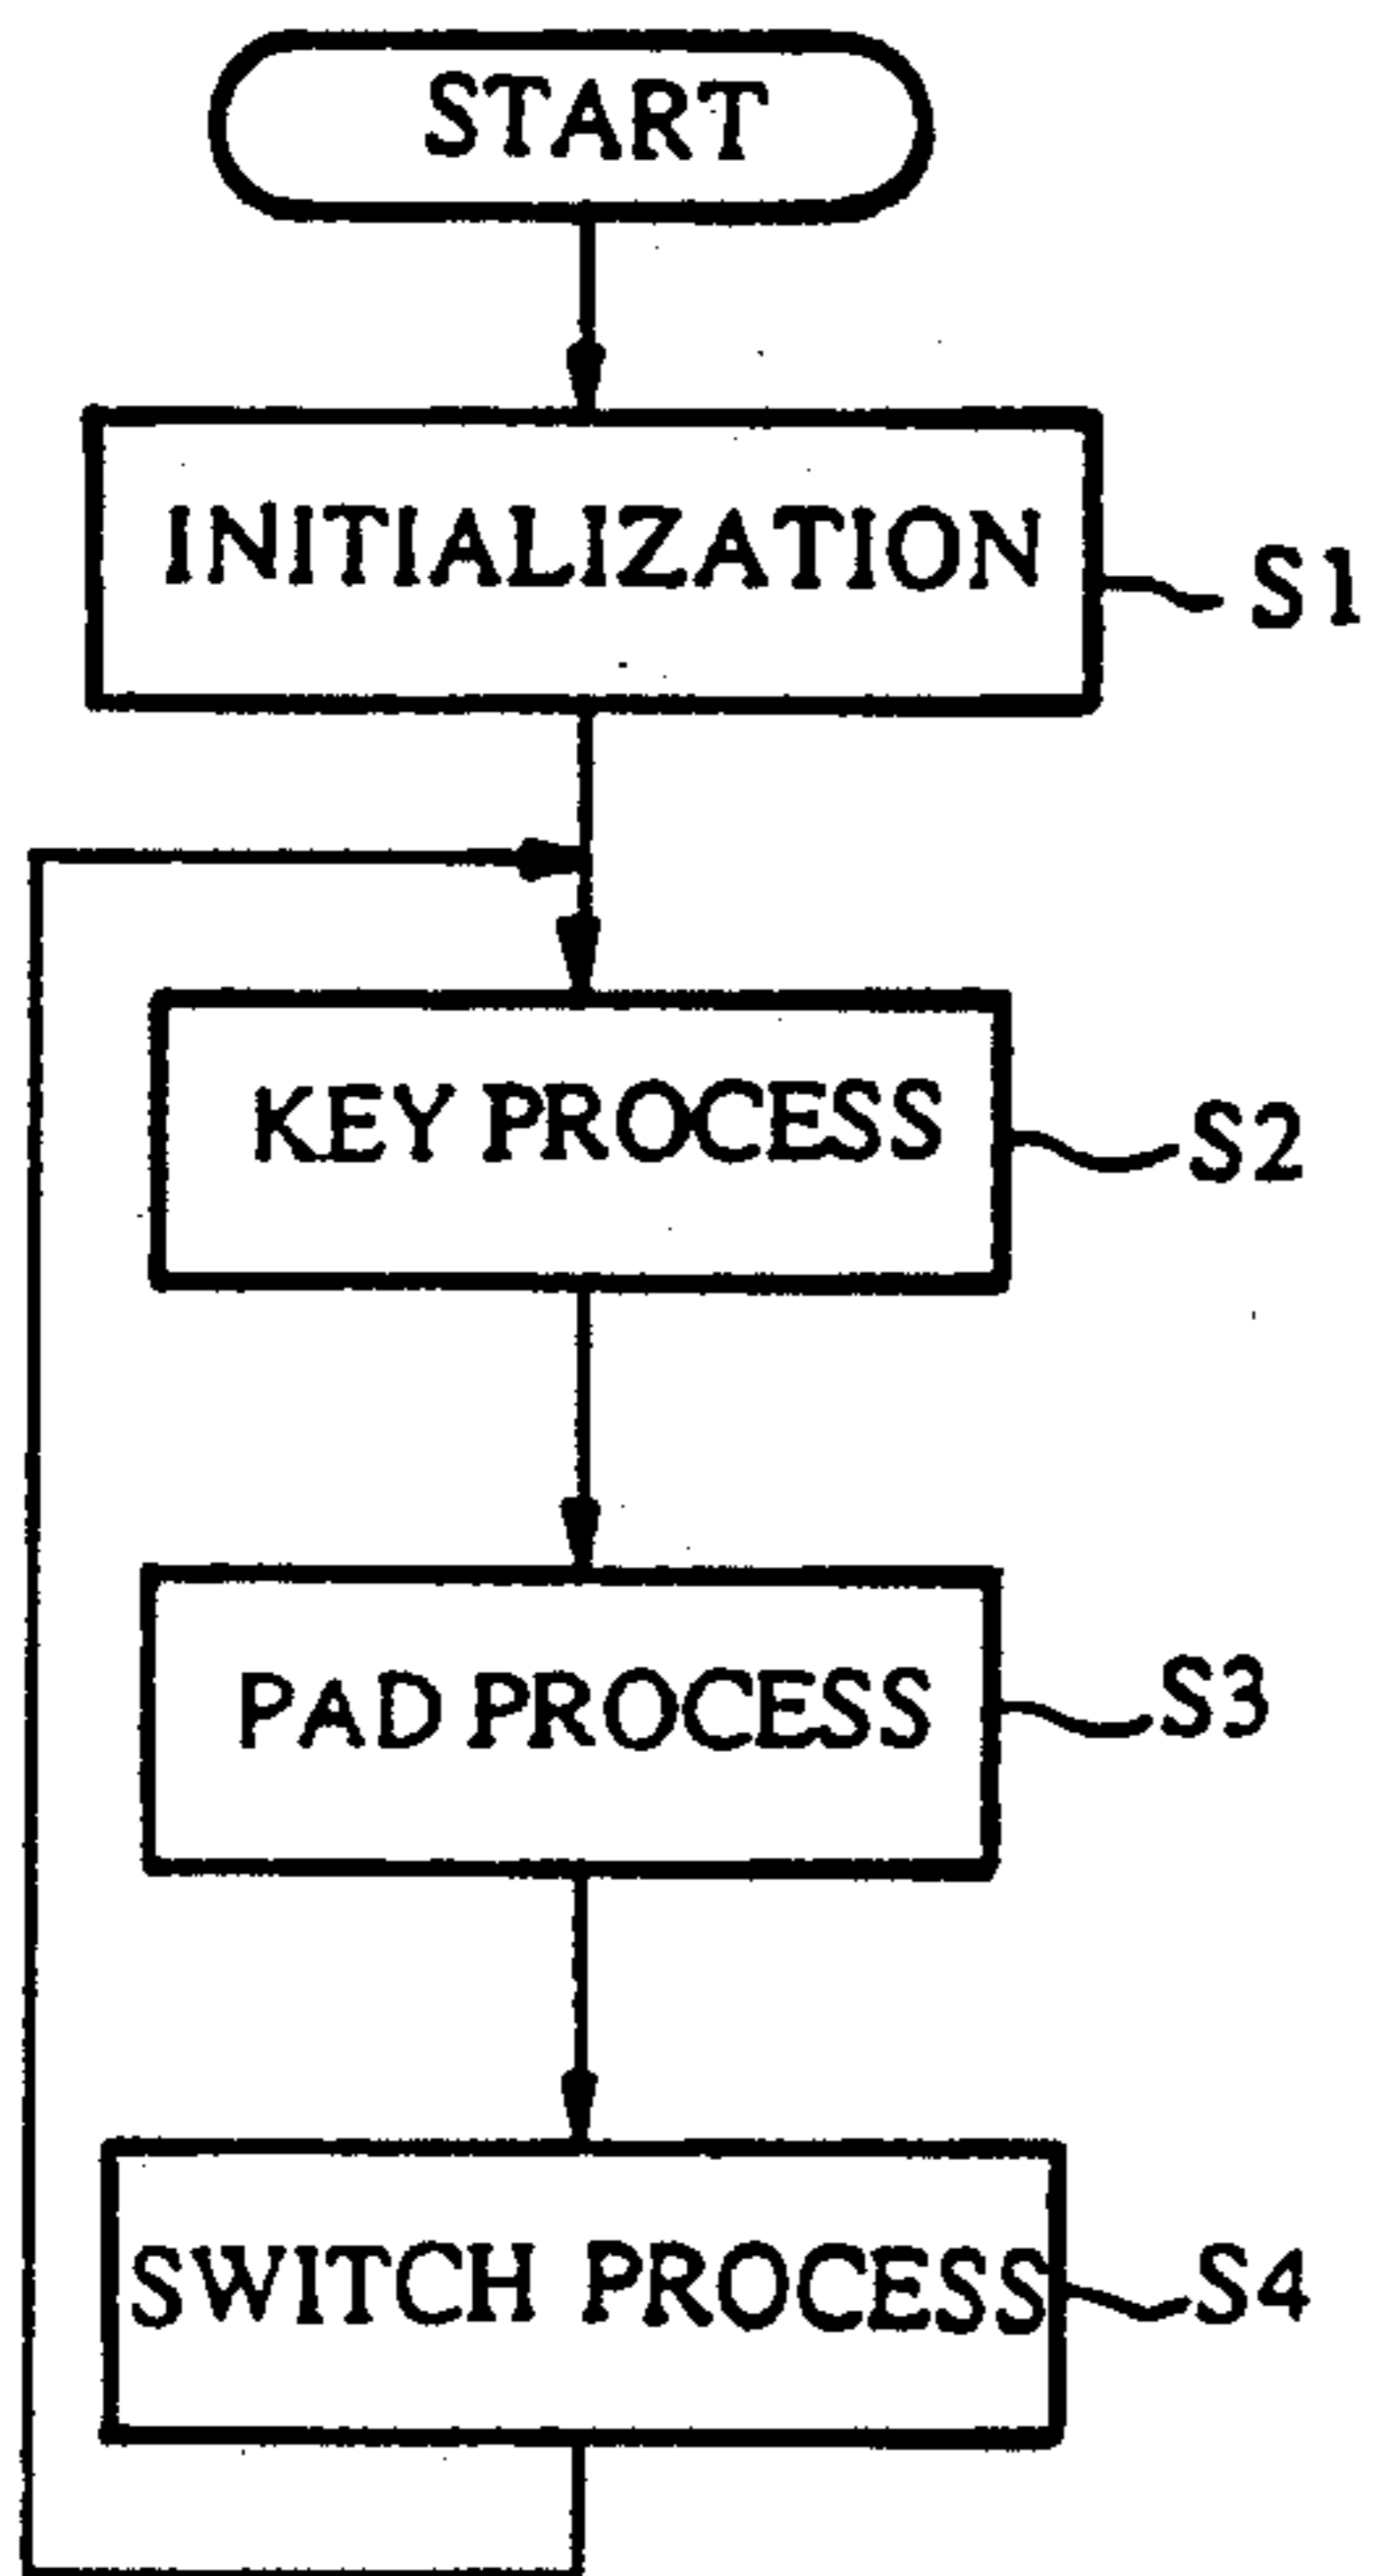 START
INITIALIZATION
S1
KEY PROCESS
S2
PAD PROCESS
S3
SWITCH PROCESS
S4